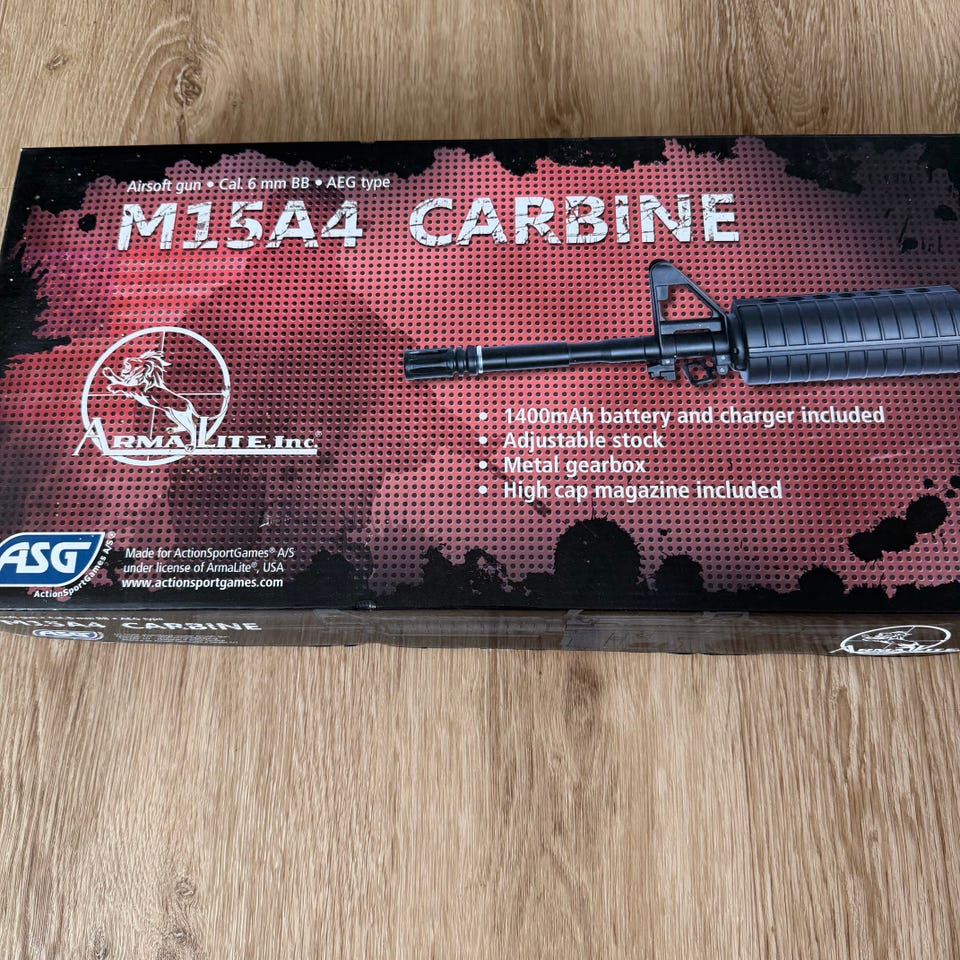 Airsoft gun • Cal. 6 mm BB • AEG type
M15A4 CARBINE
ARMALITE, Inc.®
• 1400mAh battery and charger included
• Adjustable stock
• Metal gearbox
• High cap magazine included
ASG®
ActionSportGames A/S
Made for ActionSportGames® A/S
under license of ArmaLite®, USA
www.actionsportgames.com
M15A4 CARBINE
ASG
ARMALITE